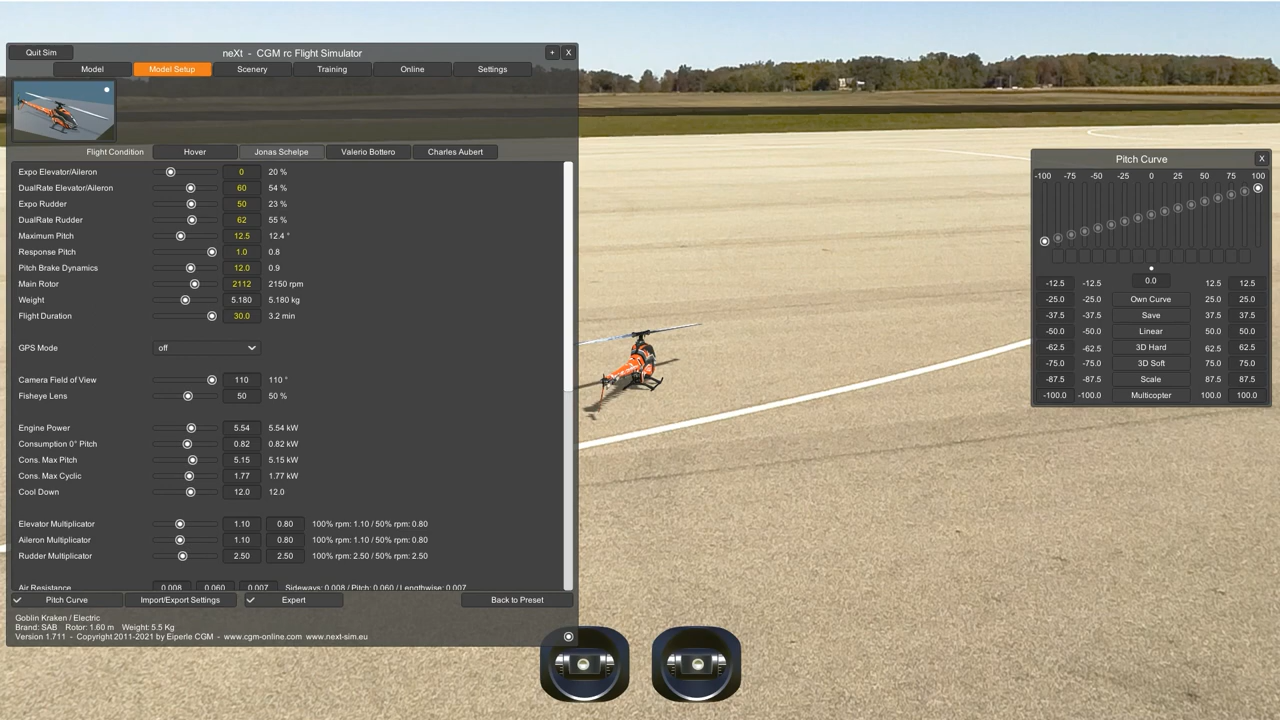 Quit Sim
neXt - CGM rc Flight Simulator
+ X
Model Model Setup Scenery Training Online Settings
Flight Condition Hover Jonas Schelpe Valerio Bottero Charles Aubert
Expo Elevator/Aileron 0 20 %
DualRate Elevator/Aileron 60 54 %
Expo Rudder 50 23 %
DualRate Rudder 62 55 %
Maximum Pitch 12.5 12.4 °
Response Pitch 1.0 0.8
Pitch Brake Dynamics 12.0 0.9
Main Rotor 2112 2150 rpm
Weight 5.180 5.180 kg
Flight Duration 30.0 3.2 min
GPS Mode off
Camera Field of View 110 110 °
Fisheye Lens 50 50 %
Engine Power 5.54 5.54 kW
Consumption 0° Pitch 0.82 0.82 kW
Cons. Max Pitch 5.15 5.15 kW
Cons. Max Cyclic 1.77 1.77 kW
Cool Down 12.0 12.0
Elevator Multiplicator 1.10 0.80 100% rpm: 1.10 / 50% rpm: 0.80
Aileron Multiplicator 1.10 0.80 100% rpm: 1.10 / 50% rpm: 0.80
Rudder Multiplicator 2.50 2.50 100% rpm: 2.50 / 50% rpm: 2.50
Air Resistance 0.008 0.060 0.007 Sideways: 0.008 / Pitch: 0.060 / Lengthwise: 0.007
Pitch Curve Import/Export Settings Expert Back to Preset
Goblin Kraken / Electric
Brand: SAB Rotor: 1.60 m Weight: 5.5 Kg
Version 1.711 - Copyright 2011-2021 by Eiperle CGM - www.cgm-online.com www.next-sim.eu
Pitch Curve X
-100 -75 -50 -25 0 25 50 75 100
0.0
-12.5 -12.5 12.5 12.5
-25.0 -25.0 Own Curve 25.0 25.0
-37.5 -37.5 Save 37.5 37.5
-50.0 -50.0 Linear 50.0 50.0
-62.5 -62.5 3D Hard 62.5 62.5
-75.0 -75.0 3D Soft 75.0 75.0
-87.5 -87.5 Scale 87.5 87.5
-100.0 -100.0 Multicopter 100.0 100.0